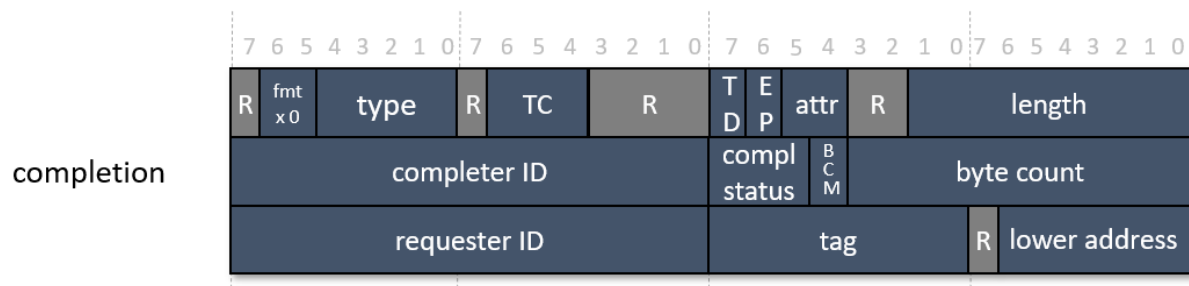 7 6 5 4 3 2 1 0 7 6 5 4 3 2 1 0 7 6 5 4 3 2 1 0 7 6 5 4 3 2 1 0
R fmt x 0 type R TC R T D E P attr R length
completion completer ID compl status B C M byte count
requester ID tag R lower address